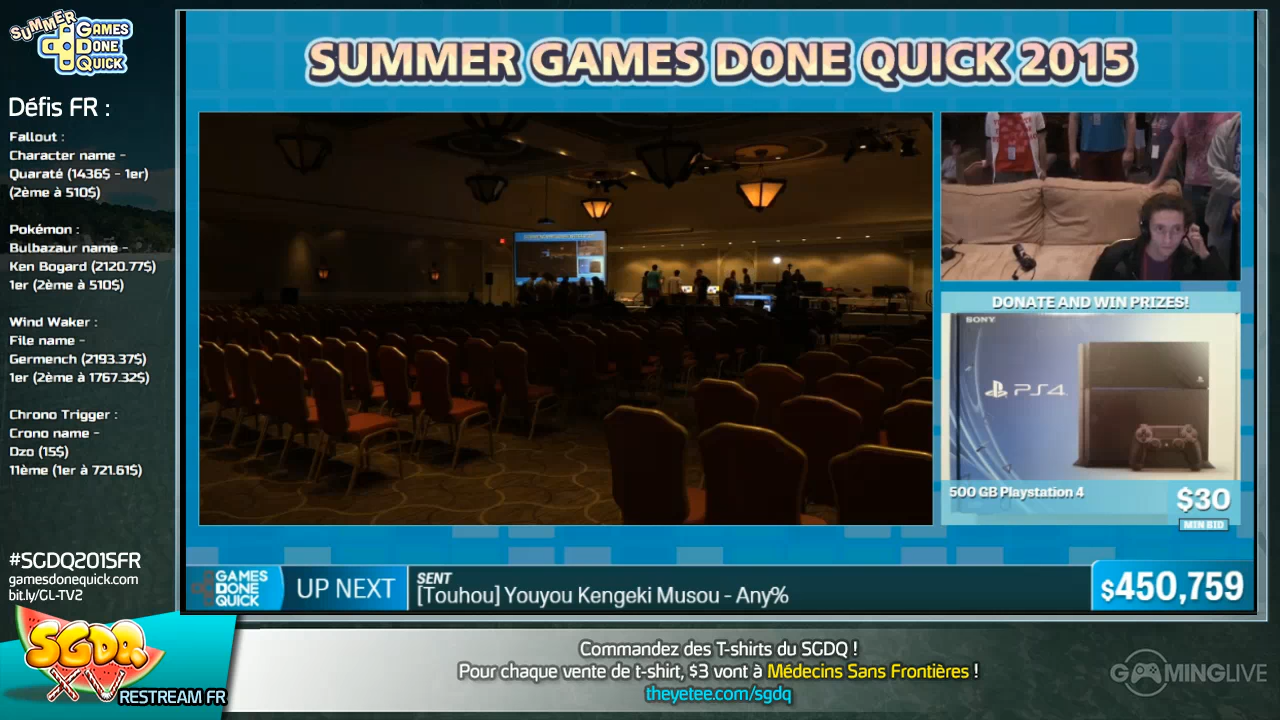 SUMMER
GAMES
DONE
QUICK
Défis FR :
Fallout :
Character name -
Quaraté (1436$ - 1er)
(2ème à 510$)
Pokémon :
Bulbazaur name -
Ken Bogard (2120.77$)
1er (2ème à 510$)
Wind Waker :
File name -
Germench (2193.37$)
1er (2ème à 1767.32$)
Chrono Trigger :
Crono name -
Dzo (15$)
11ème (1er à 721.61$)
#SGDQ2015FR
gamesdonequick.com
bit.ly/GL-TV2
SGDQ
XV
RESTREAM FR
SUMMER GAMES DONE QUICK 2015
DONATE AND WIN PRIZES!
SONY
PS4
500 GB Playstation 4
$30
MIN BID
GAMES
DONE
QUICK
UP NEXT
SENT
[Touhou] Youyou Kengeki Musou - Any%
$450,759
Commandez des T-shirts du SGDQ !
Pour chaque vente de t-shirt, $3 vont à Médecins Sans Frontières !
theyetee.com/sgdq
GAMINGLIVE